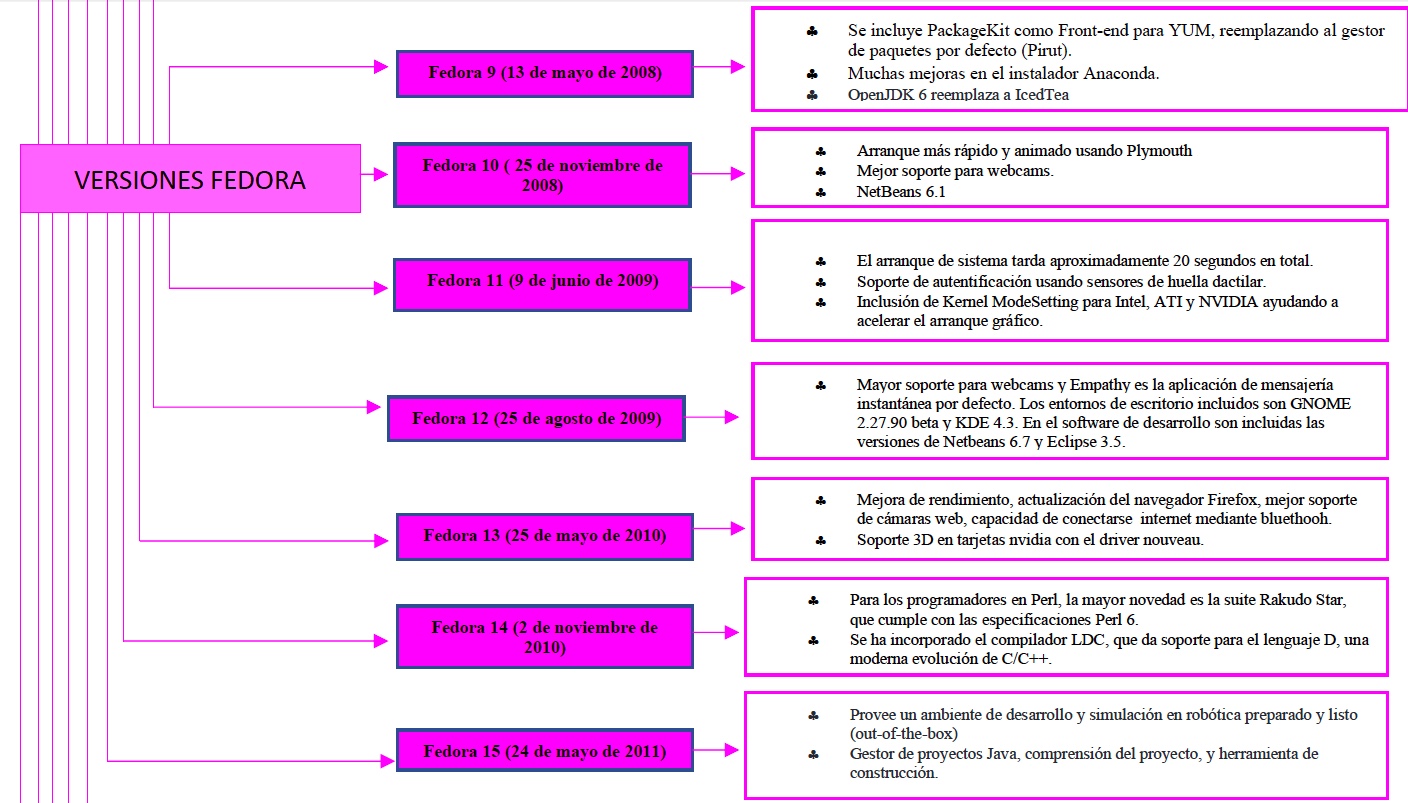 Se incluye PackageKit como Front-end para YUM, reemplazando al gestor
de paquetes por defecto (Pirut).
Muchas mejoras en el instalador Anaconda.
OpenJDK 6 reemplaza a IcedTea
Fedora 9 (13 de mayo de 2008)
VERSIONES FEDORA
Fedora 10 ( 25 de noviembre de
2008)
Arranque más rápido y animado usando Plymouth
Mejor soporte para webcams.
NetBeans 6.1
Fedora 11 (9 de junio de 2009)
El arranque de sistema tarda aproximadamente 20 segundos en total.
Soporte de autentificación usando sensores de huella dactilar.
Inclusión de Kernel ModeSetting para Intel, ATI y NVIDIA ayudando a
acelerar el arranque gráfico.
Fedora 12 (25 de agosto de 2009)
Mayor soporte para webcams y Empathy es la aplicación de mensajería
instantánea por defecto. Los entornos de escritorio incluidos son GNOME
2.27.90 beta y KDE 4.3. En el software de desarrollo son incluidas las
versiones de Netbeans 6.7 y Eclipse 3.5.
Fedora 13 (25 de mayo de 2010)
Mejora de rendimiento, actualización del navegador Firefox, mejor soporte
de cámaras web, capacidad de conectarse  internet mediante bluethooh.
Soporte 3D en tarjetas nvidia con el driver nouveau.
Fedora 14 (2 de noviembre de
2010)
Para los programadores en Perl, la mayor novedad es la suite Rakudo Star,
que cumple con las especificaciones Perl 6.
Se ha incorporado el compilador LDC, que da soporte para el lenguaje D, una
moderna evolución de C/C++.
Fedora 15 (24 de mayo de 2011)
Provee un ambiente de desarrollo y simulación en robótica preparado y listo
(out-of-the-box)
Gestor de proyectos Java, comprensión del proyecto, y herramienta de
construcción.